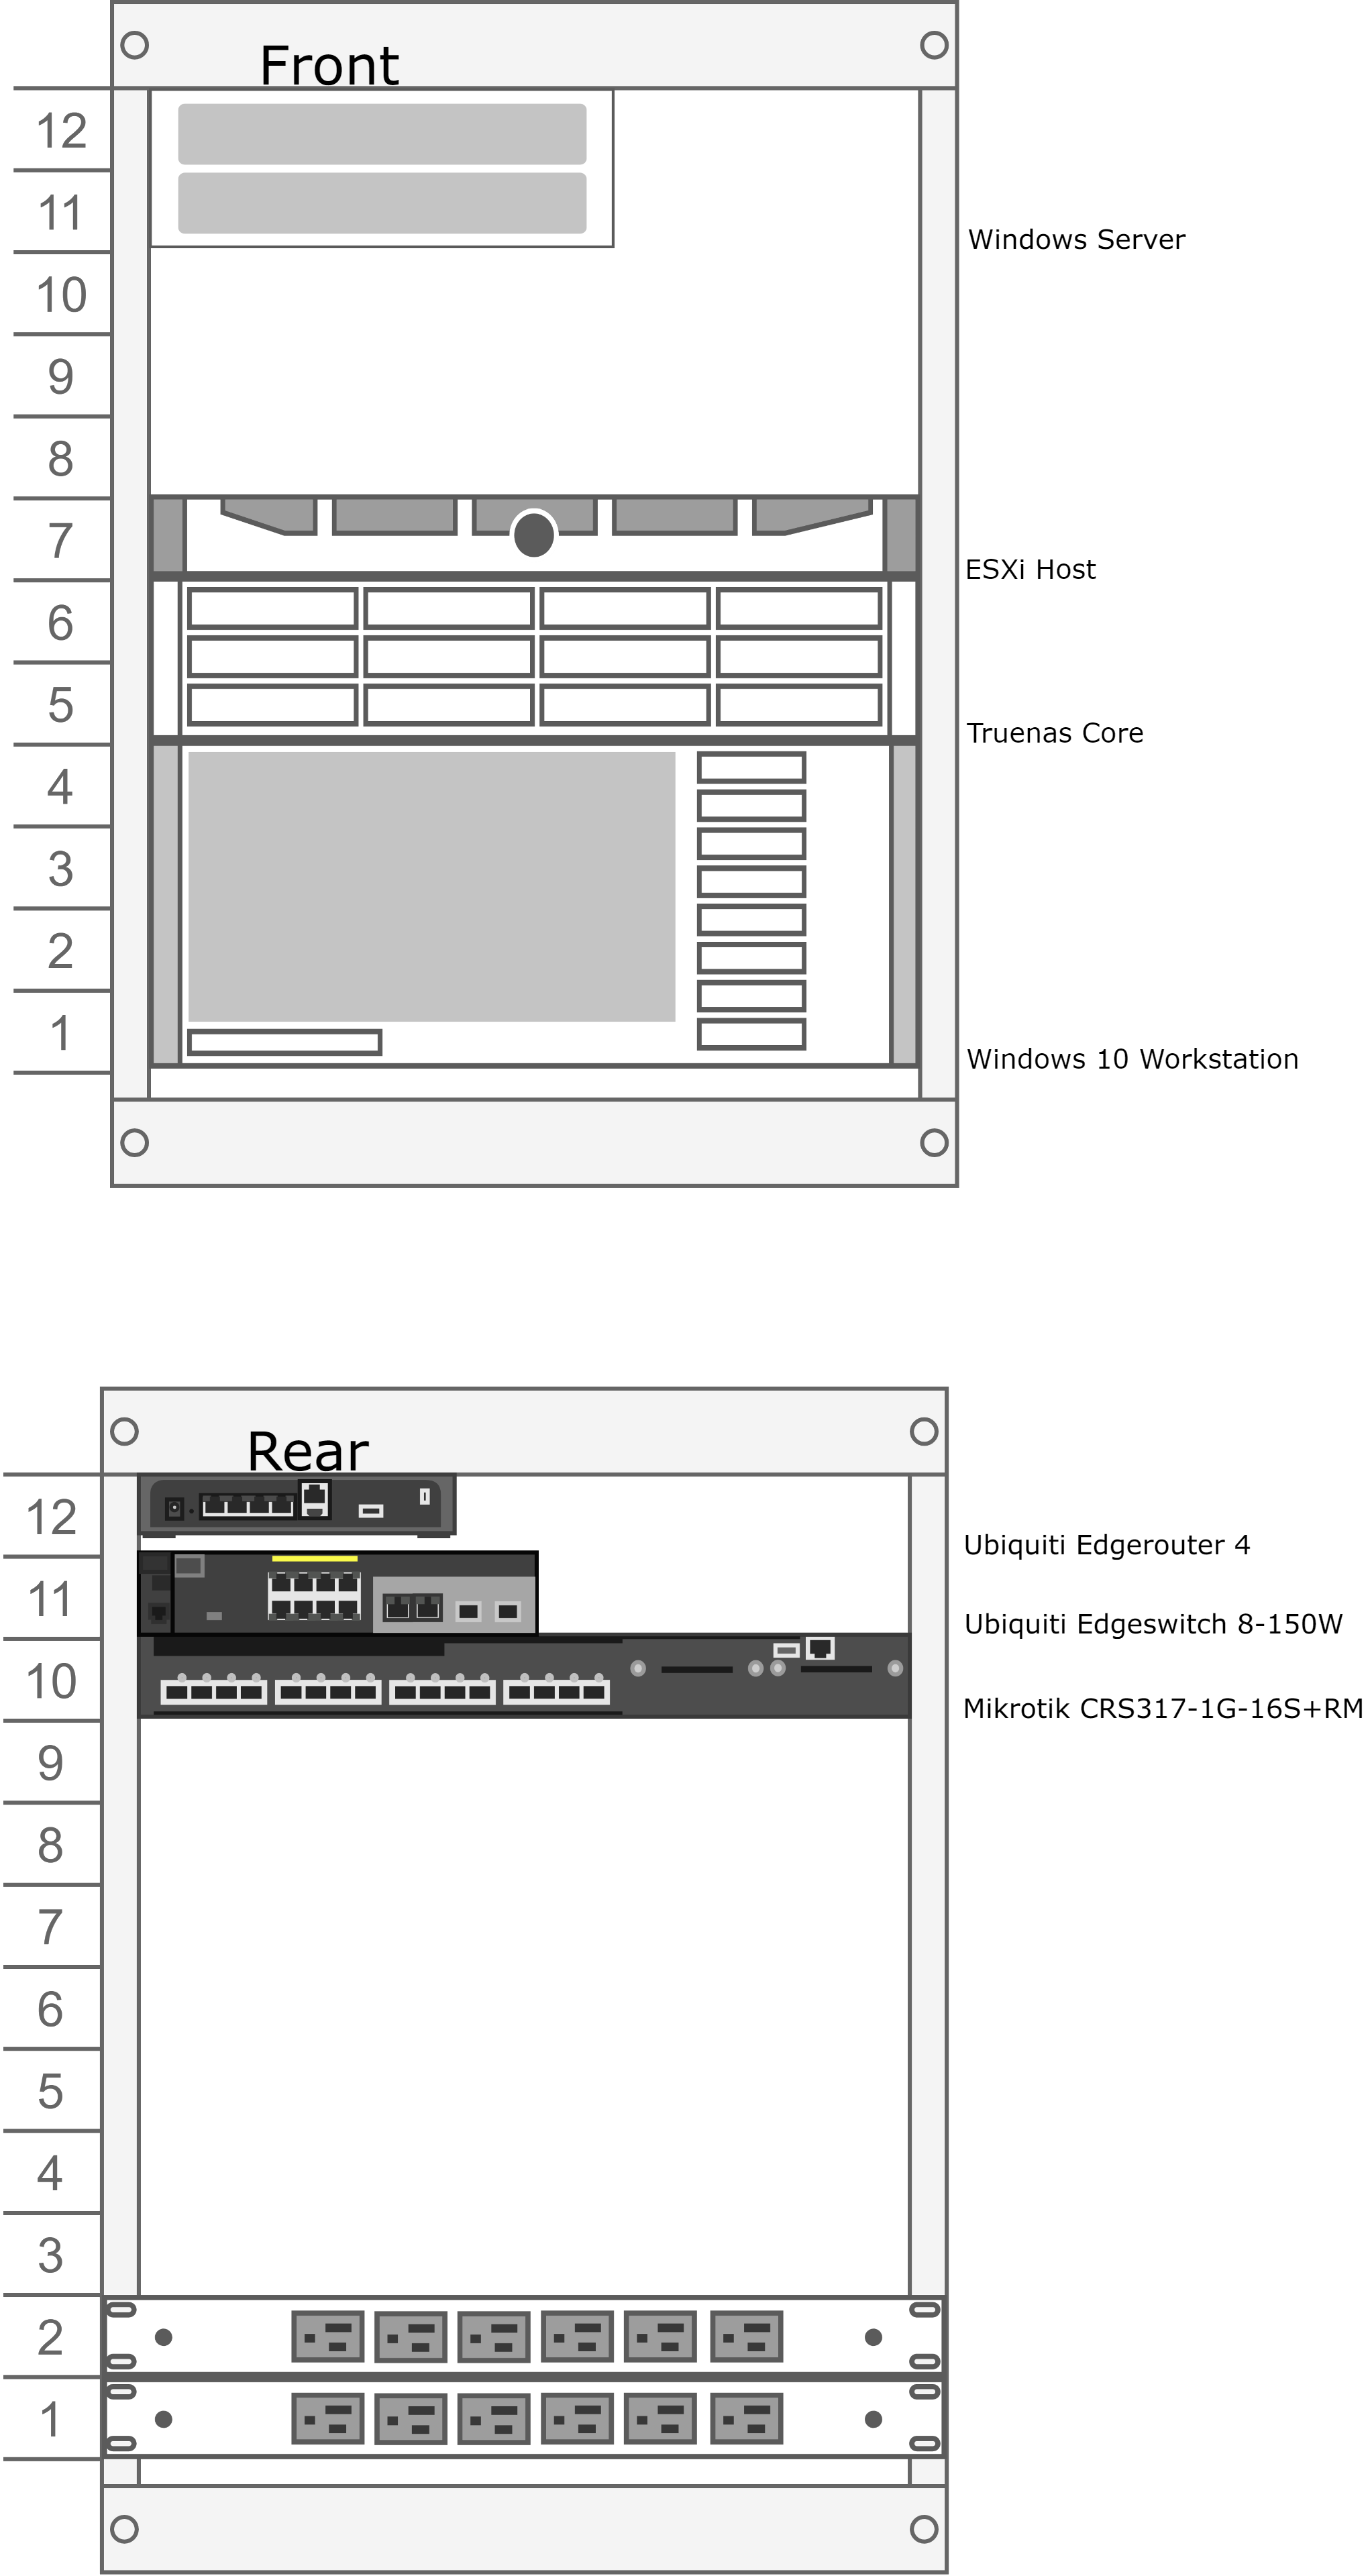 Front
12
11
Windows Server
10
9
8
7
ESXi Host
6
5
Truenas Core
4
3
2
1
Windows 10 Workstation
Rear
12
Ubiquiti Edgerouter 4
11
Ubiquiti Edgeswitch 8-150W
10
Mikrotik CRS317-1G-16S+RM
9
8
7
6
5
4
3
2
1